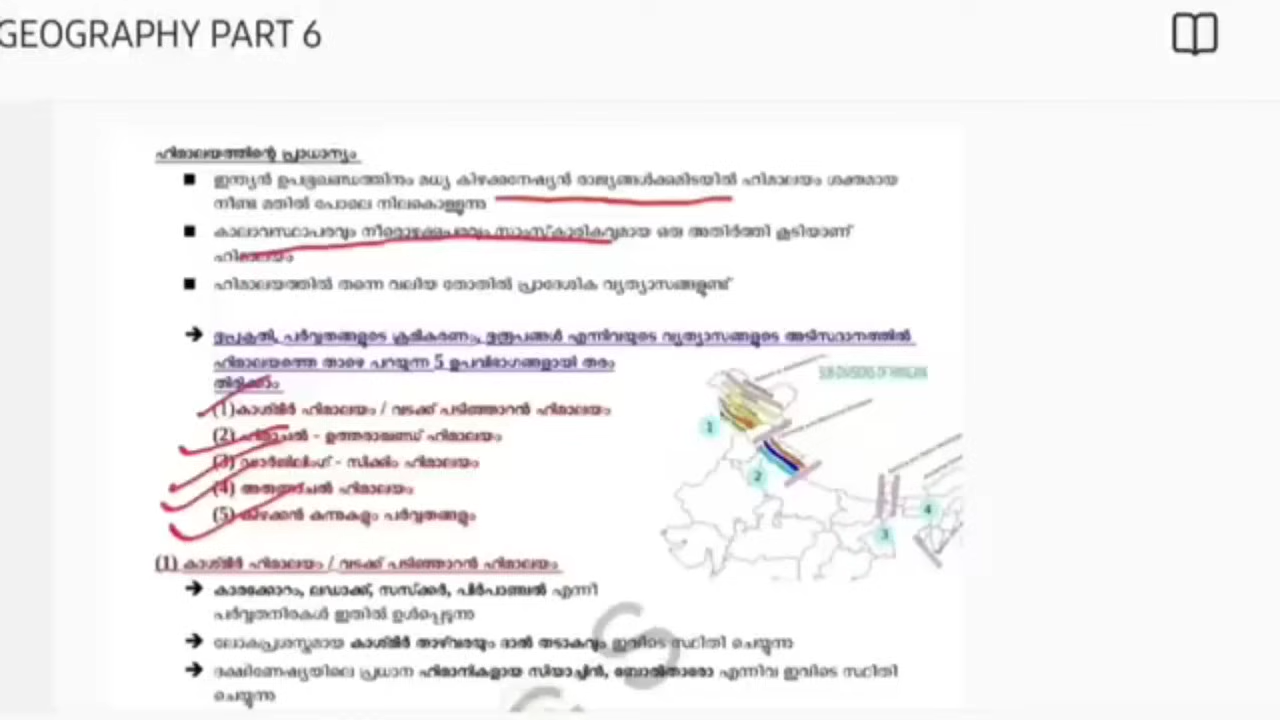 GEOGRAPHY PART 6
ഹിമാലയത്തിന്റെ പ്രാധാന്യം
■ ഇന്ത്യൻ ഉപഭൂഖണ്ഡത്തിനും മധ്യ കിഴക്കനേഷ്യൻ രാജ്യങ്ങൾക്കുമിടയിൽ ഹിമാലയം ശക്തമായ
നീണ്ട മതിൽ പോലെ നിലകൊള്ളുന്നു
■ കാലാവസ്ഥാപരവും നീരൊഴുക്കുപരവും സാംസ്കാരികവുമായ ഒരു അതിർത്തി കൂടിയാണ്
ഹിമാലയം
■ ഹിമാലയത്തിൽ തന്നെ വലിയ തോതിൽ പ്രാദേശിക വ്യത്യാസങ്ങളുണ്ട്
➔ ഭൂപ്രകൃതി, പർവ്വതങ്ങളുടെ ക്രമീകരണം, ഭൂരൂപങ്ങൾ എന്നിവയുടെ വ്യത്യാസങ്ങളുടെ അടിസ്ഥാനത്തിൽ
ഹിമാലയത്തെ താഴെ പറയുന്ന 5 ഉപവിഭാഗങ്ങളായി തരം
തിരിക്കാം
SUB DIVISIONS OF HIMALAYA
(1) കാശ്മീർ ഹിമാലയം / വടക്ക് പടിഞ്ഞാറൻ ഹിമാലയം
(2) ഹിമാചൽ - ഉത്തരാഖണ്ഡ് ഹിമാലയം
(3) ഡാർജിലിംഗ് - സിക്കിം ഹിമാലയം
(4) അരുണാചൽ ഹിമാലയം
(5) കിഴക്കൻ കുന്നുകളും പർവ്വതങ്ങളും
1
2
3
4
(1) കാശ്മീർ ഹിമാലയം / വടക്ക് പടിഞ്ഞാറൻ ഹിമാലയം
➔ കാരക്കോറം, ലഡാക്ക്, സസ്ക്കർ, പിർപാഞ്ചൽ എന്നീ
പർവ്വതനിരകൾ ഇതിൽ ഉൾപ്പെടുന്നു
➔ ലോകപ്രശസ്തമായ കാശ്മീർ താഴ്‌വരയും ദാൽ തടാകവും ഇവിടെ സ്ഥിതി ചെയ്യുന്നു
➔ ദക്ഷിണേഷ്യയിലെ പ്രധാന ഹിമാനികളായ സിയാച്ചിൻ, ബോൽതാരോ എന്നിവ ഇവിടെ സ്ഥിതി
ചെയ്യുന്നു